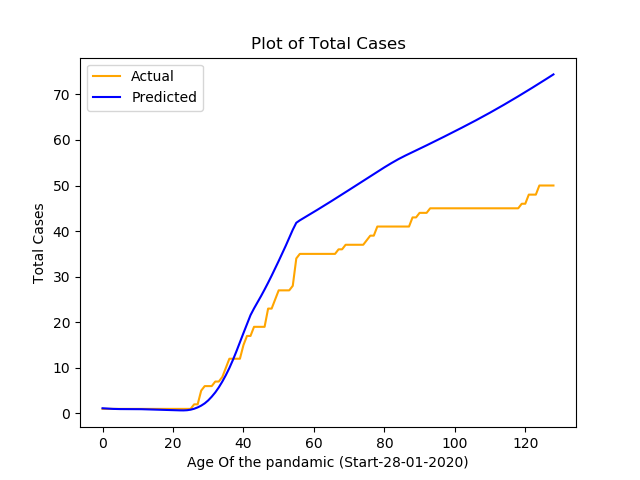 Plot of Total Cases
Actual
Predicted
70
60
50
40
30
20
10
0
Total Cases
0 20 40 60 80 100 120
Age Of the pandamic (Start-28-01-2020)